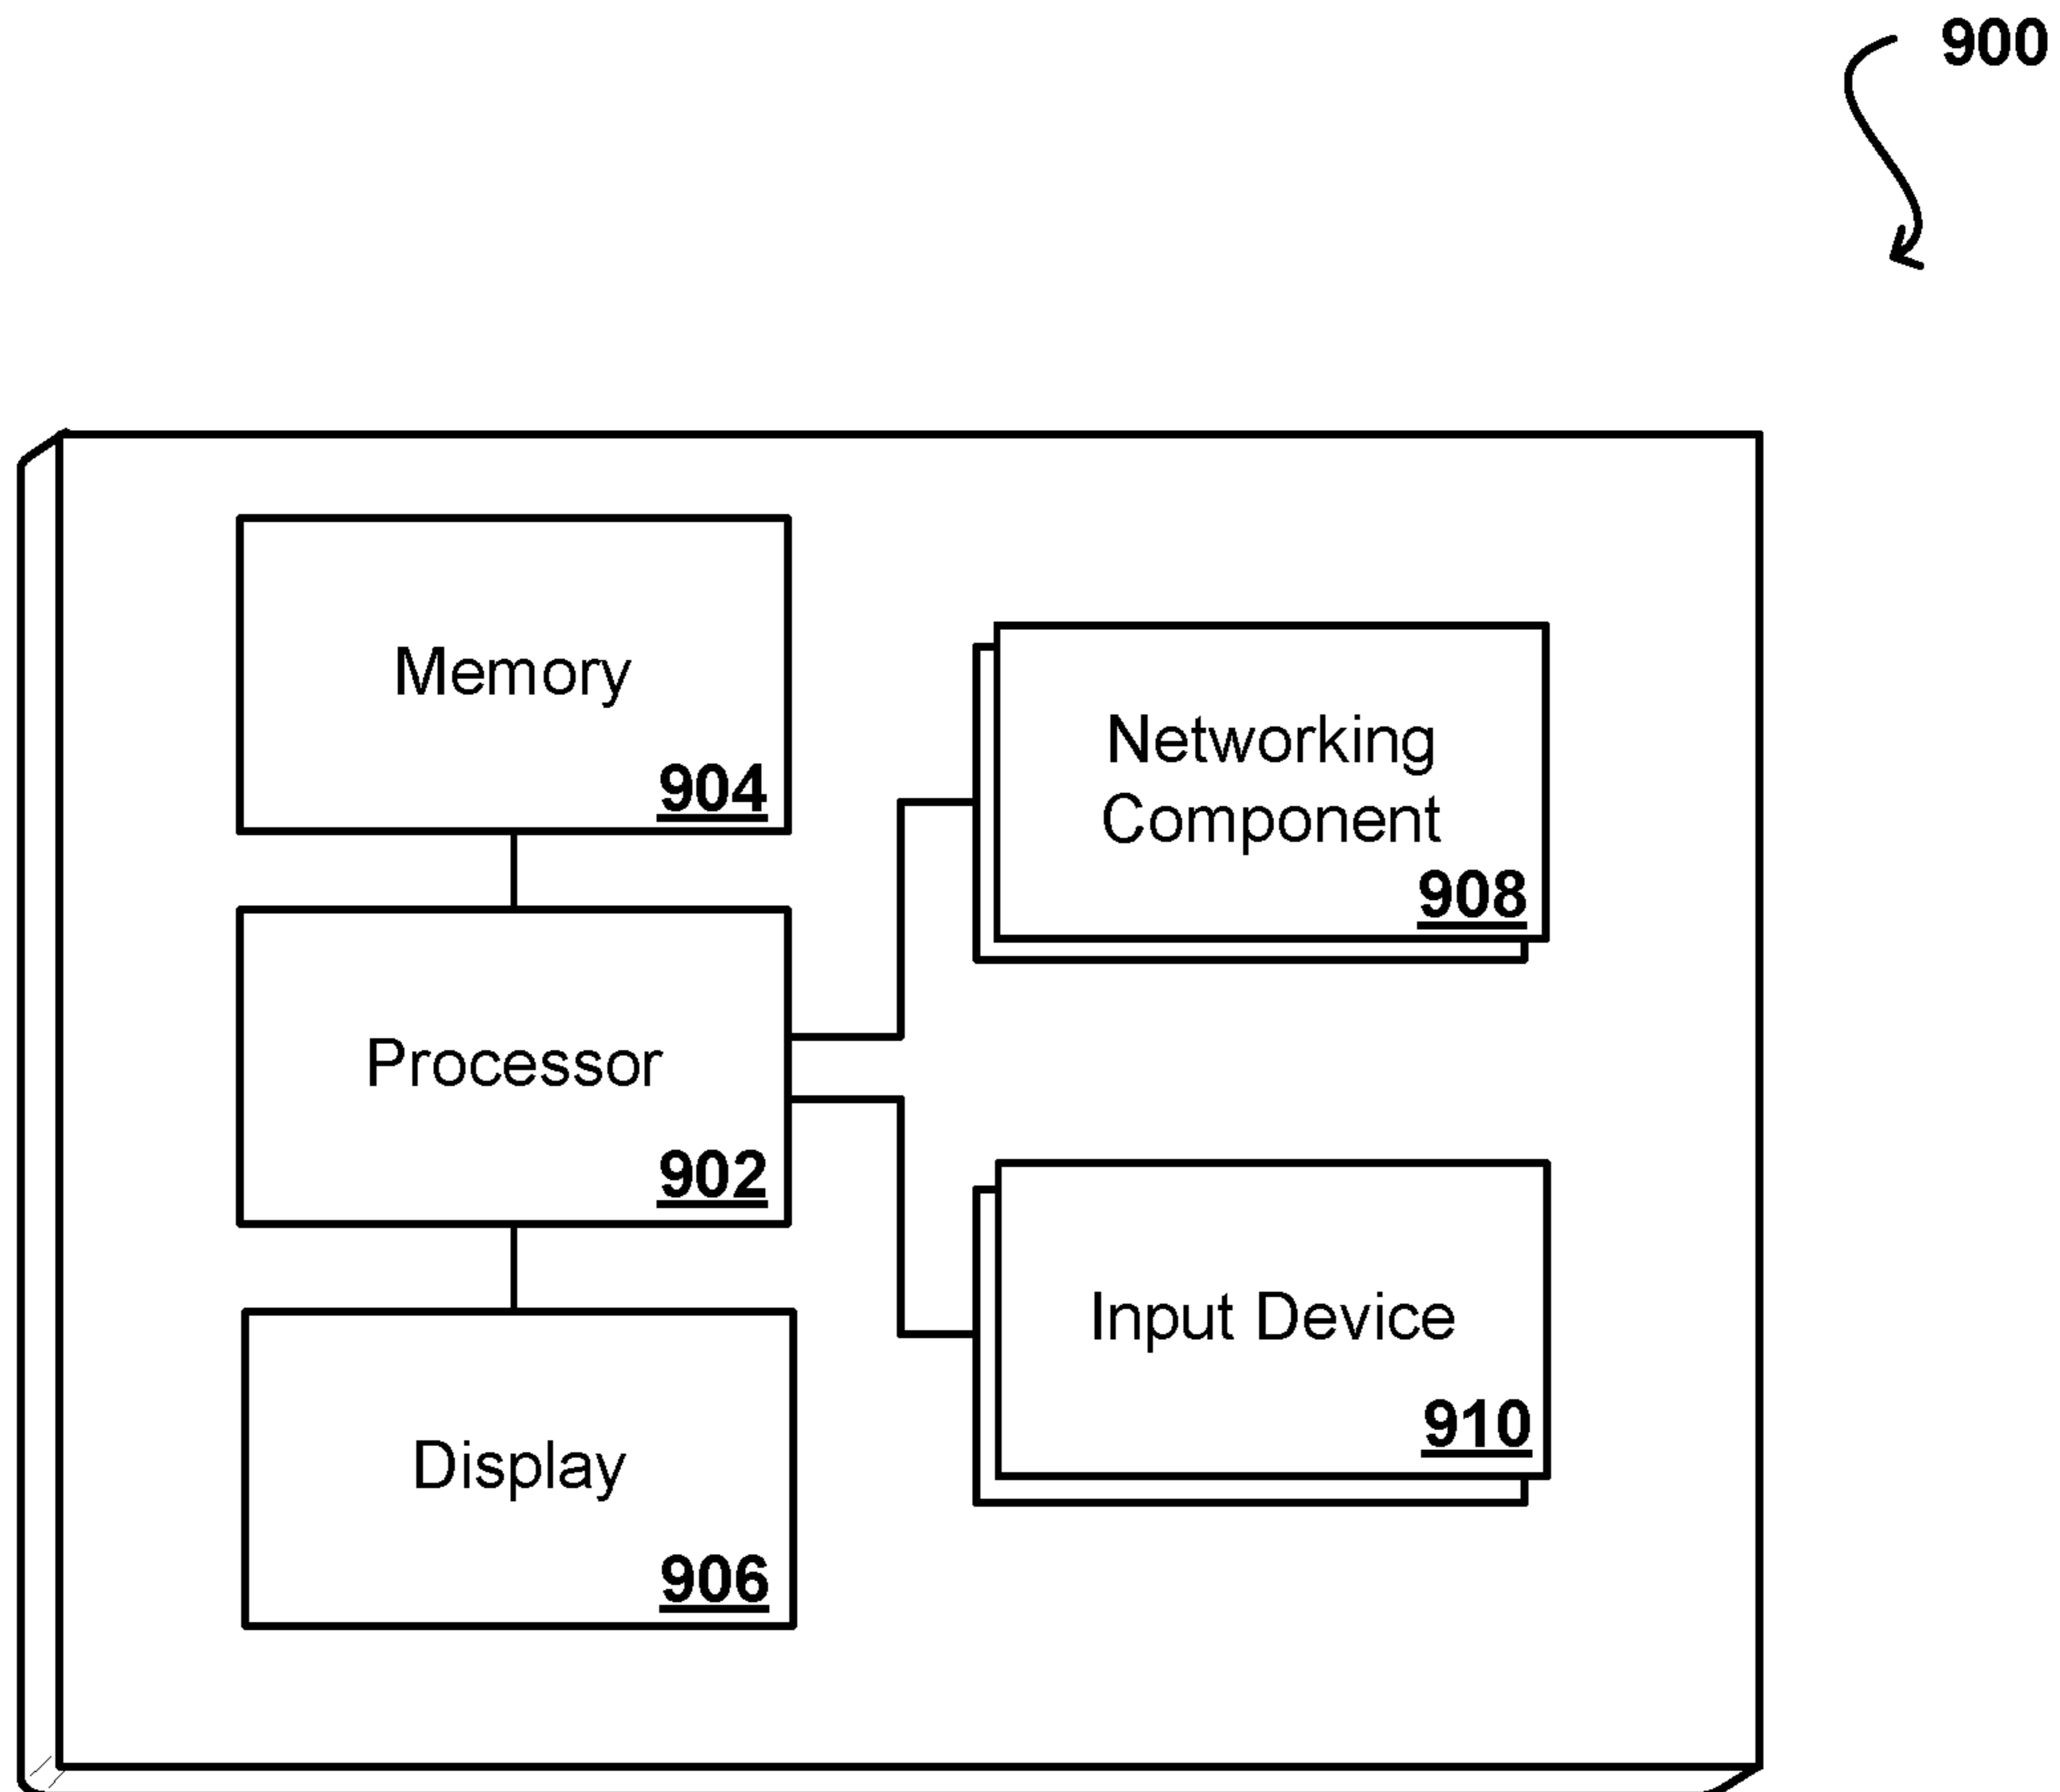 900
Memory
904
Networking
Component
908
Processor
902
Input Device
910
Display
906